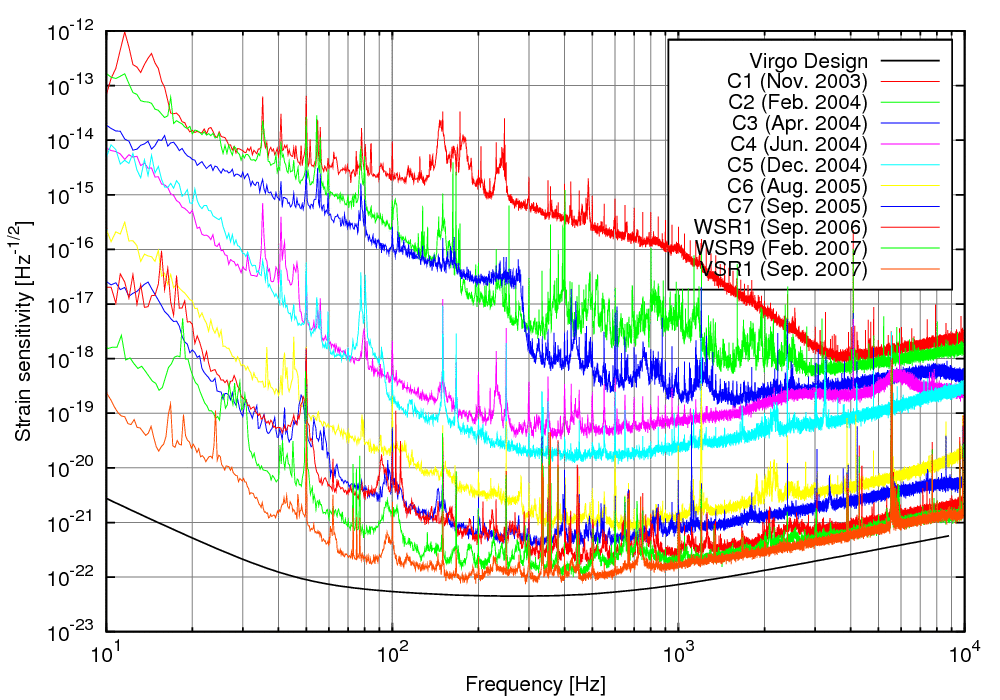 10^-12
10^-13
10^-14
10^-15
10^-16
10^-17
10^-18
10^-19
10^-20
10^-21
10^-22
10^-23
Strain sensitivity [Hz^-1/2]
Virgo Design
C1 (Nov. 2003)
C2 (Feb. 2004)
C3 (Apr. 2004)
C4 (Jun. 2004)
C5 (Dec. 2004)
C6 (Aug. 2005)
C7 (Sep. 2005)
WSR1 (Sep. 2006)
WSR9 (Feb. 2007)
VSR1 (Sep. 2007)
10^1 10^2 10^3 10^4
Frequency [Hz]